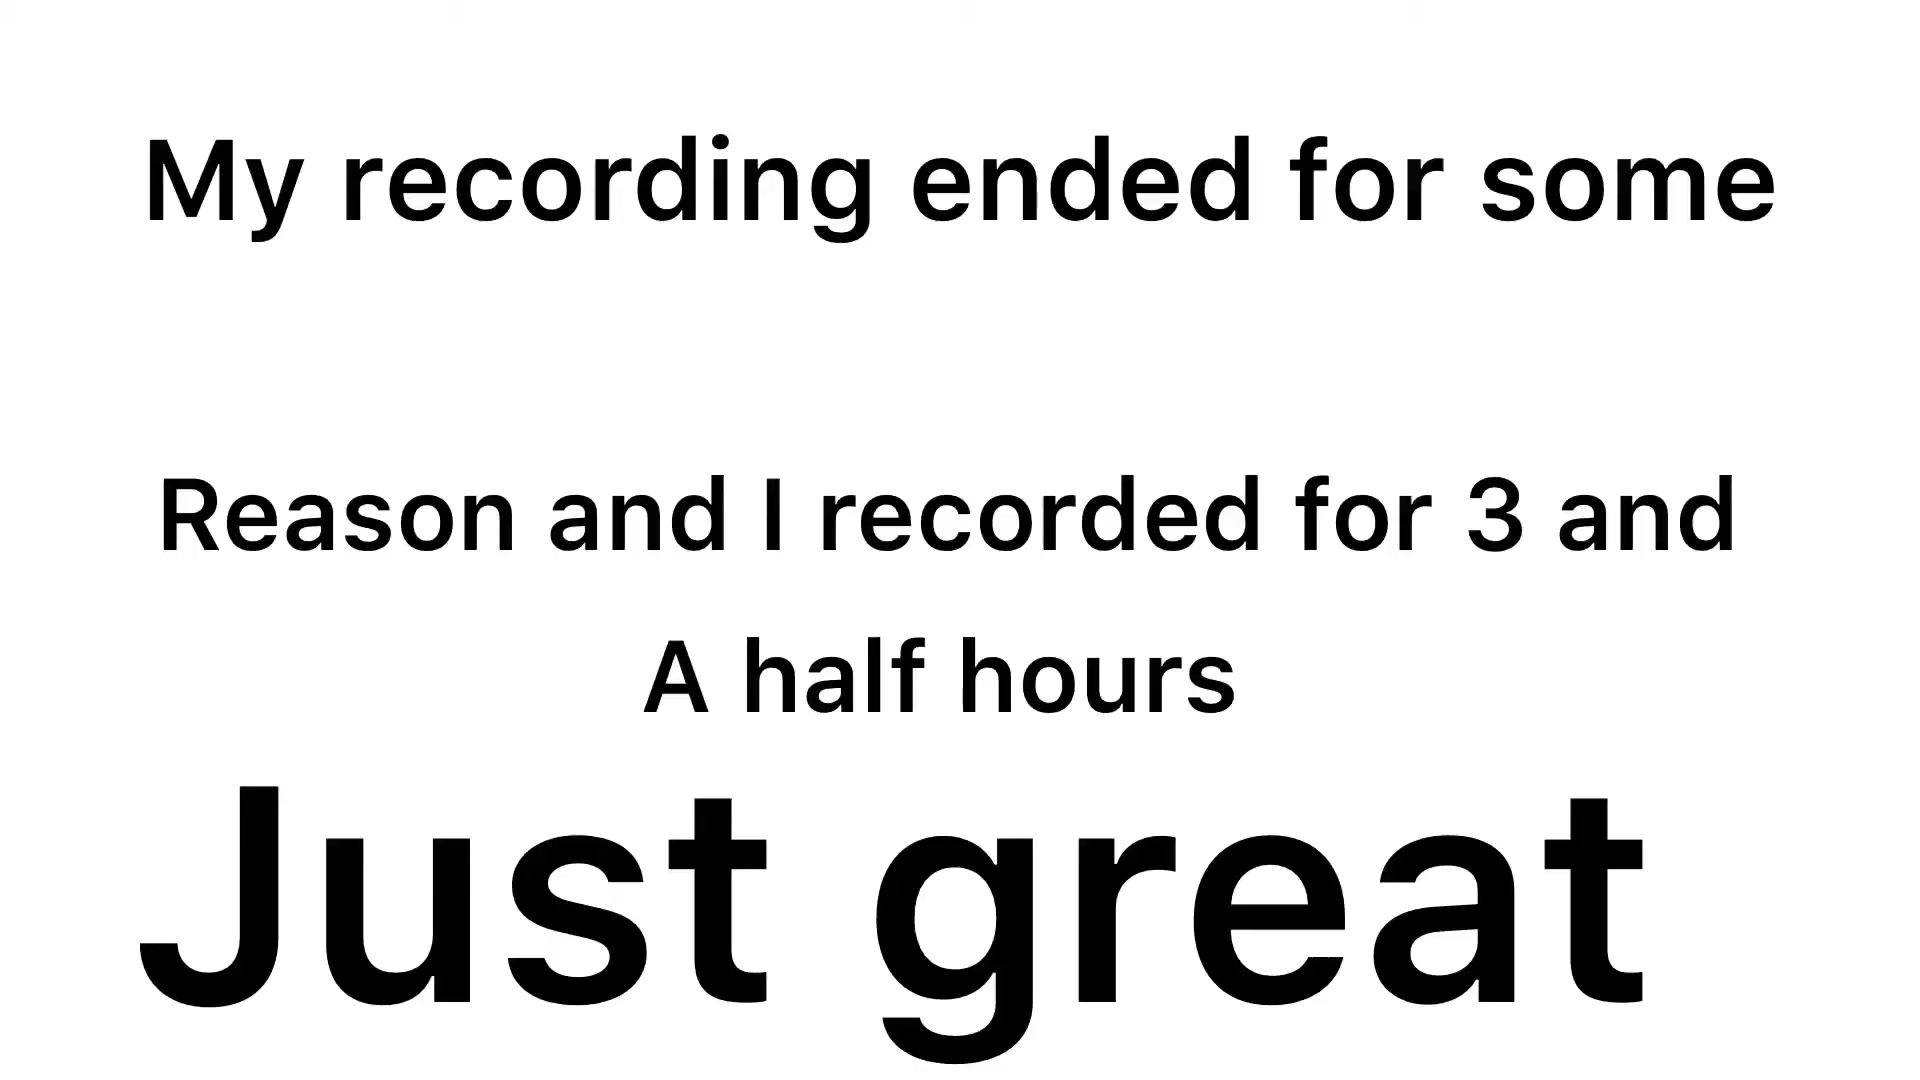 My recording ended for some
Reason and I recorded for 3 and
A half hours
Just great